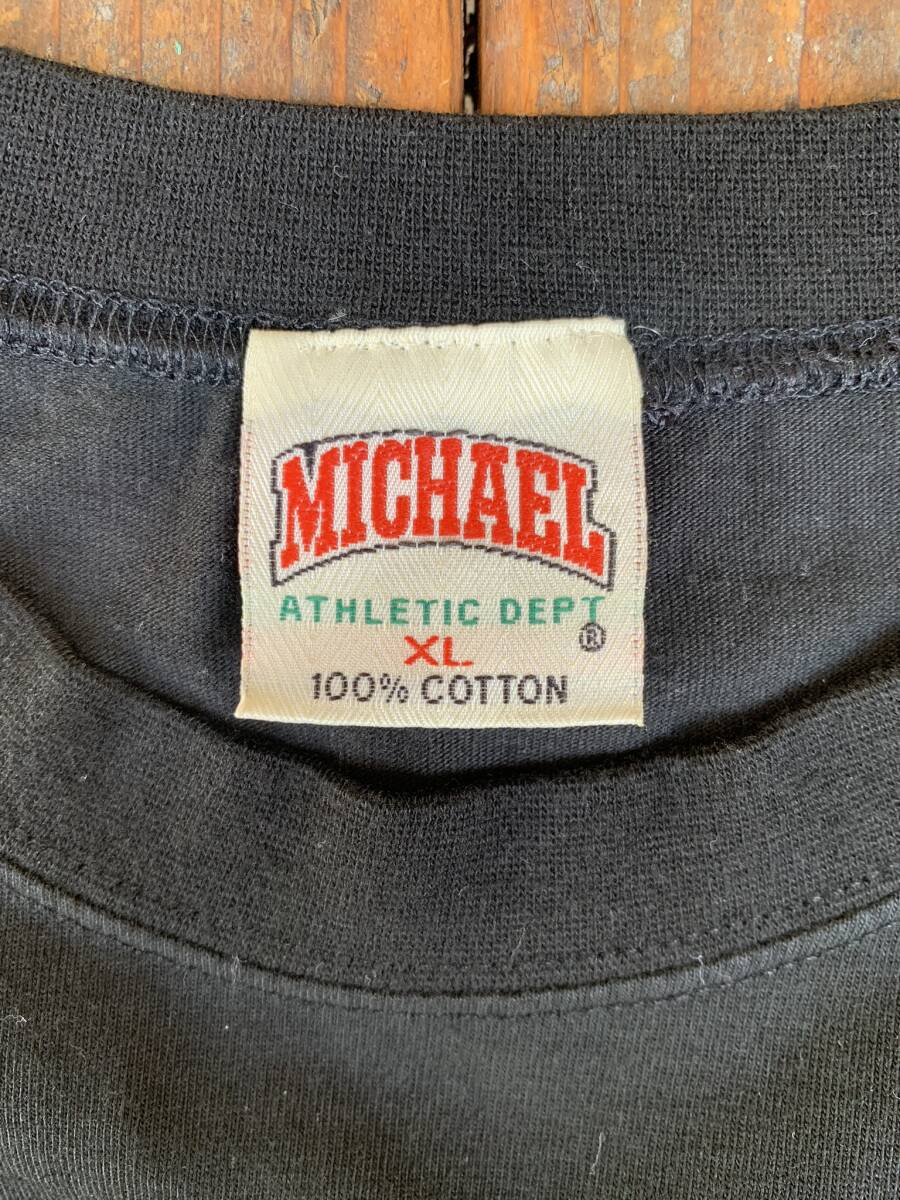 MICHAEL
ATHLETIC DEPT
®
XL
100% COTTON